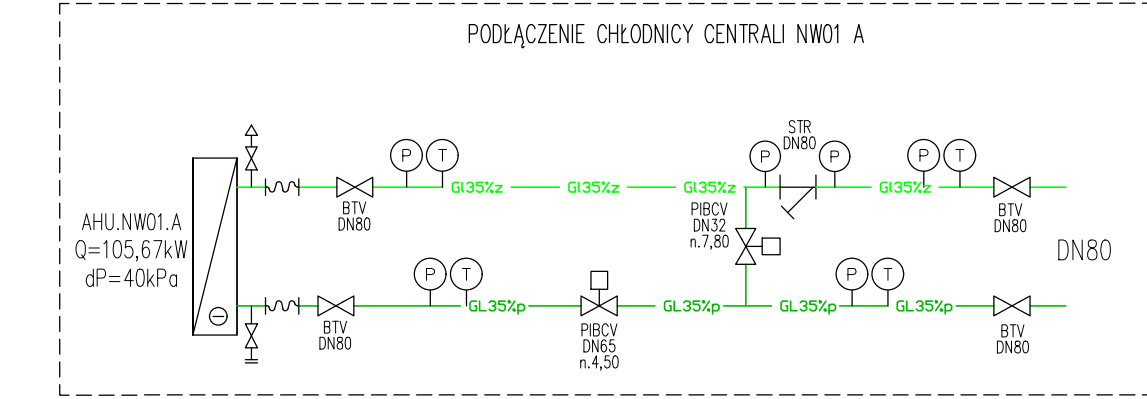 PODŁĄCZENIE CHŁODNICY CENTRALI NW01 A
STR
DN80
P T P P P T
Gl35%z Gl35%z Gl35%z Gl35%z
BTV
DN80
PIBCV
DN32
n.7,80
BTV
DN80
AHU.NW01.A
Q=105,67kW
dP=40kPa
DN80
P T P T
GL35%p GL35%p GL35%p GL35%p
BTV
DN80
PIBCV
DN65
n.4,50
BTV
DN80